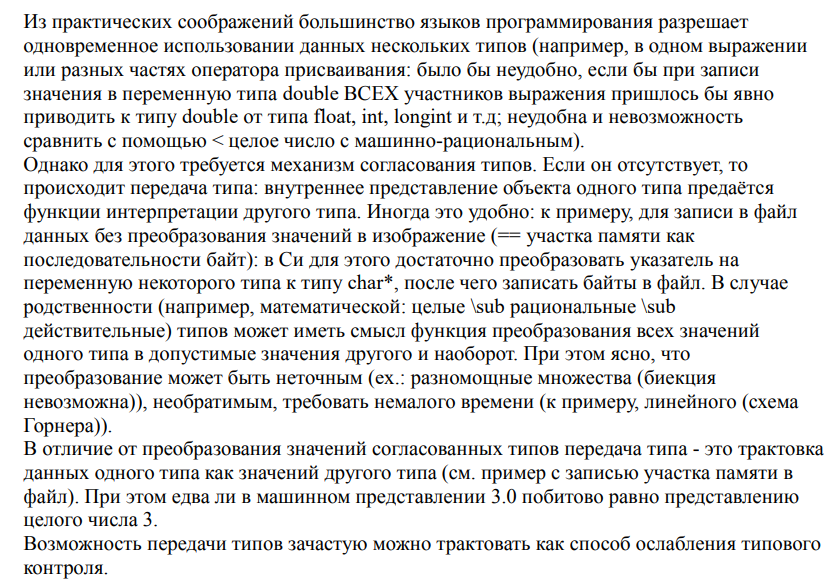 Из практических соображений большинство языков программирования разрешает
одновременное использовании данных нескольких типов (например, в одном выражении
или разных частях оператора присваивания: было бы неудобно, если бы при записи
значения в переменную типа double ВСЕХ участников выражения пришлось бы явно
приводить к типу double от типа float, int, longint и т.д; неудобна и невозможность
сравнить с помощью < целое число с машинно-рациональным).
Однако для этого требуется механизм согласования типов. Если он отсутствует, то
происходит передача типа: внутреннее представление объекта одного типа предаётся
функции интерпретации другого типа. Иногда это удобно: к примеру, для записи в файл
данных без преобразования значений в изображение (== участка памяти как
последовательности байт): в Си для этого достаточно преобразовать указатель на
переменную некоторого типа к типу char*, после чего записать байты в файл. В случае
родственности (например, математической: целые \sub рациональные \sub
действительные) типов может иметь смысл функция преобразования всех значений
одного типа в допустимые значения другого и наоборот. При этом ясно, что
преобразование может быть неточным (ex.: разномощные множества (биекция
невозможна)), необратимым, требовать немалого времени (к примеру, линейного (схема
Горнера)).
В отличие от преобразования значений согласованных типов передача типа - это трактовка
данных одного типа как значений другого типа (см. пример с записью участка памяти в
файл). При этом едва ли в машинном представлении 3.0 побитово равно представлению
целого числа 3.
Возможность передачи типов зачастую можно трактовать как способ ослабления типового
контроля.